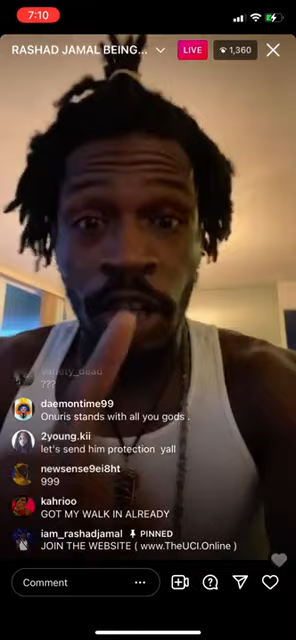 7:10
RASHAD JAMAL BEING...
LIVE
1,360
???
daemontime99
Onuris stands with all you gods .
2young.kii
let's send him protection  yall
newsense9ei8ht
999
kahrioo
GOT MY WALK IN ALREADY
iam_rashadjamal PINNED
JOIN THE WEBSITE ( www.TheUCI.Online )
Comment